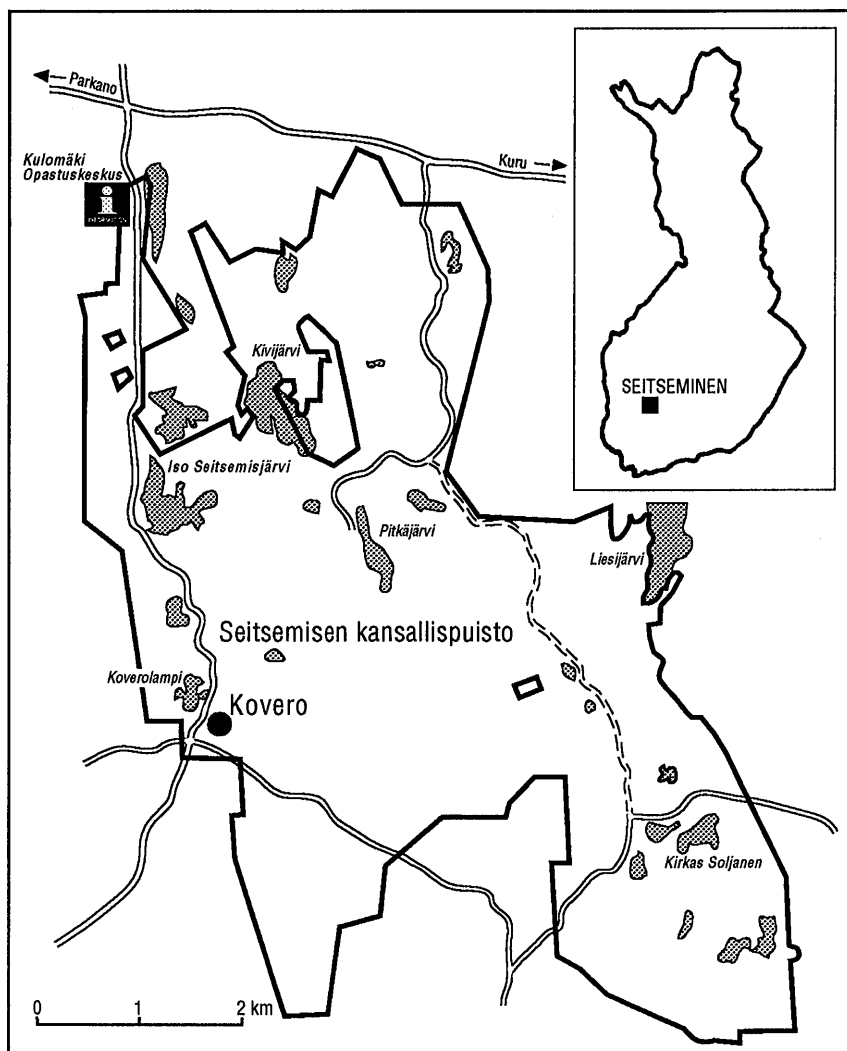 Parkano
Kuru
Kulomäki
Opastuskeskus
i
INFORMATION
Kivijärvi
SEITSEMINEN
Iso Seitsemisjärvi
Pitkäjärvi
Liesijärvi
Seitsemisen kansallispuisto
Koverolampi
Kovero
Kirkas Soljanen
0 1 2 km